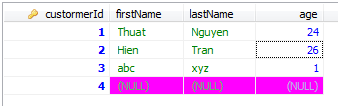 custormerId firstName lastName age
1 Thuat Nguyen 24
2 Hien Tran 26
3 abc xyz 1
4 (NULL) (NULL) (NULL)